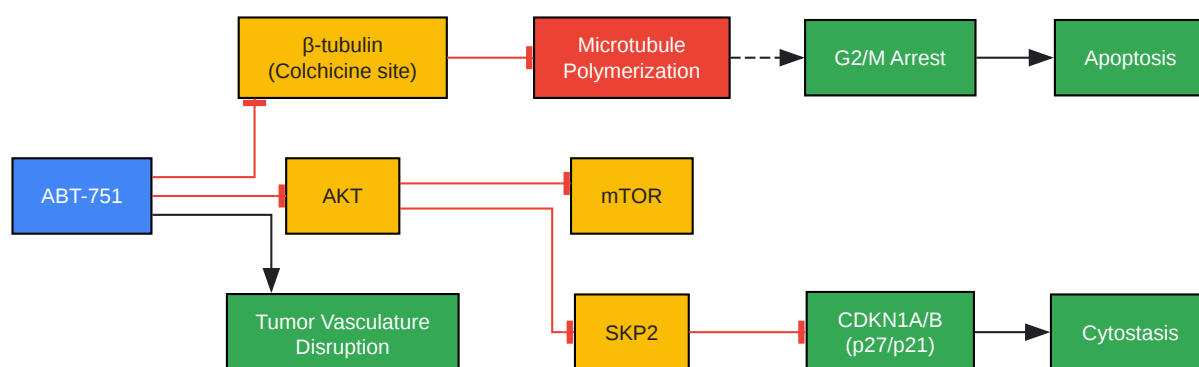 β-tubulin
(Colchicine site)
Microtubule
Polymerization
G2/M Arrest
Apoptosis
ABT-751
AKT
mTOR
Tumor Vasculature
Disruption
SKP2
CDKN1A/B
(p27/p21)
Cytostasis